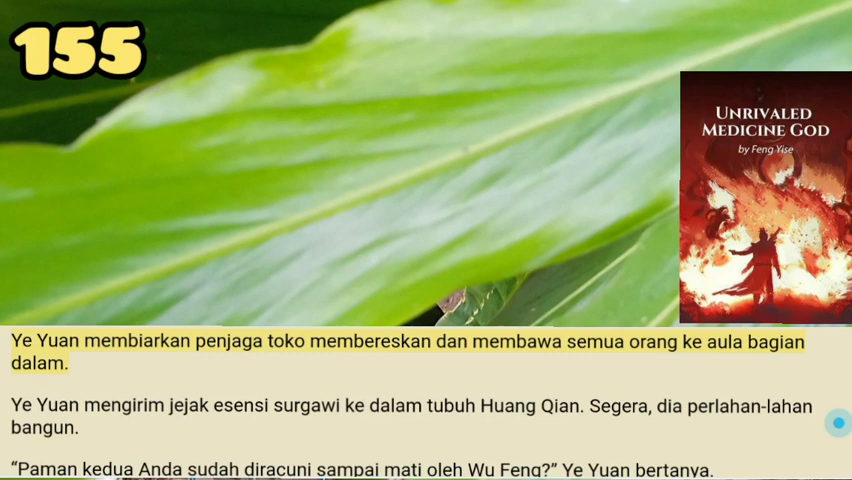 155
UNRIVALED
MEDICINE GOD
by Feng Yise
Ye Yuan membiarkan penjaga toko membereskan dan membawa semua orang ke aula bagian
dalam.
Ye Yuan mengirim jejak esensi surgawi ke dalam tubuh Huang Qian. Segera, dia perlahan-lahan
bangun.
“Paman kedua Anda sudah diracuni sampai mati oleh Wu Feng?” Ye Yuan bertanya.